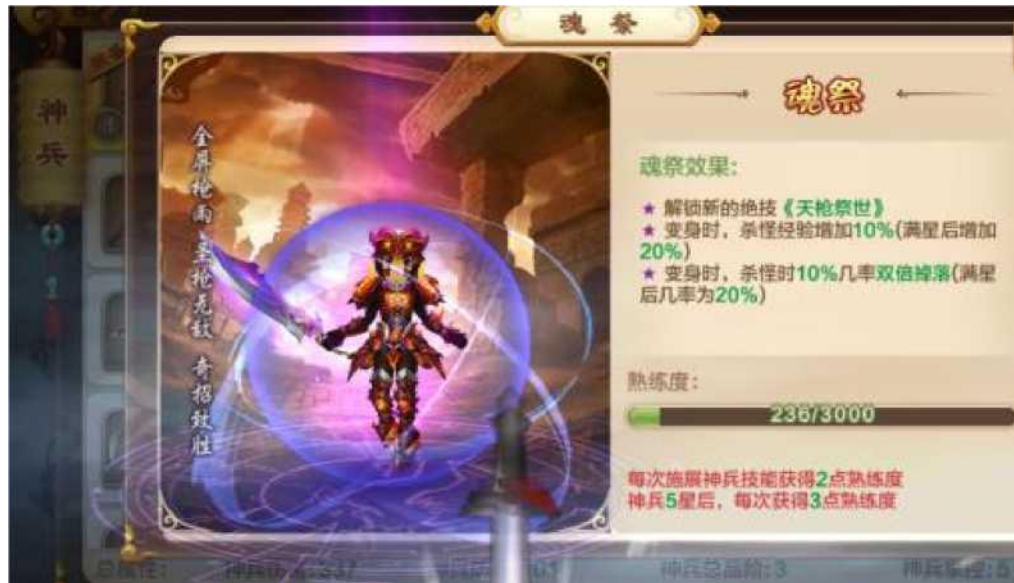 魂祭
神兵
全屏枪雨 圣枪无敌 奇招致胜
魂祭
魂祭效果：
★ 解锁新的绝技《天枪祭世》
★ 变身时，杀怪经验增加10%(满星后增加
20%)
★ 变身时，杀怪时10%几率双倍掉落(满星
后几率为20%)
熟练度：
236/3000
每次施展神兵技能获得2点熟练度
神兵5星后，每次获得3点熟练度
神兵总品阶:3